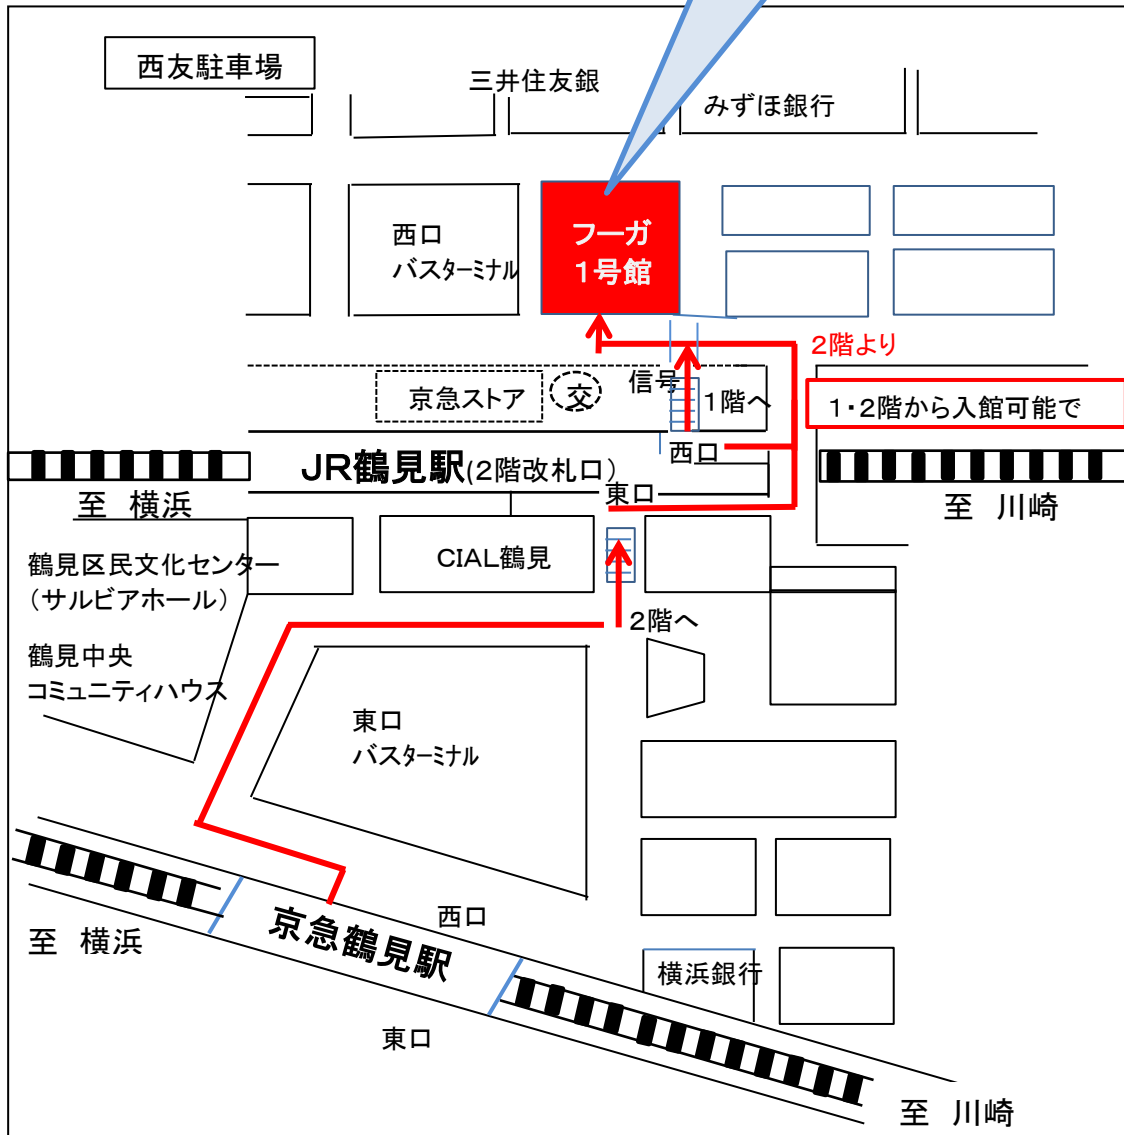 西友駐車場
三井住友銀
みずほ銀行
西口
バスターミナル
フーガ
1号館
2階より
京急ストア
交
信号
1階へ
1・2階から入館可能で
西口
JR鶴見駅(2階改札口)
東口
至 横浜
至 川崎
鶴見区民文化センター
(サルビアホール)
CIAL鶴見
2階へ
鶴見中央
コミュニティハウス
東口
バスターミナル
西口
京急鶴見駅
至 横浜
横浜銀行
東口
至 川崎